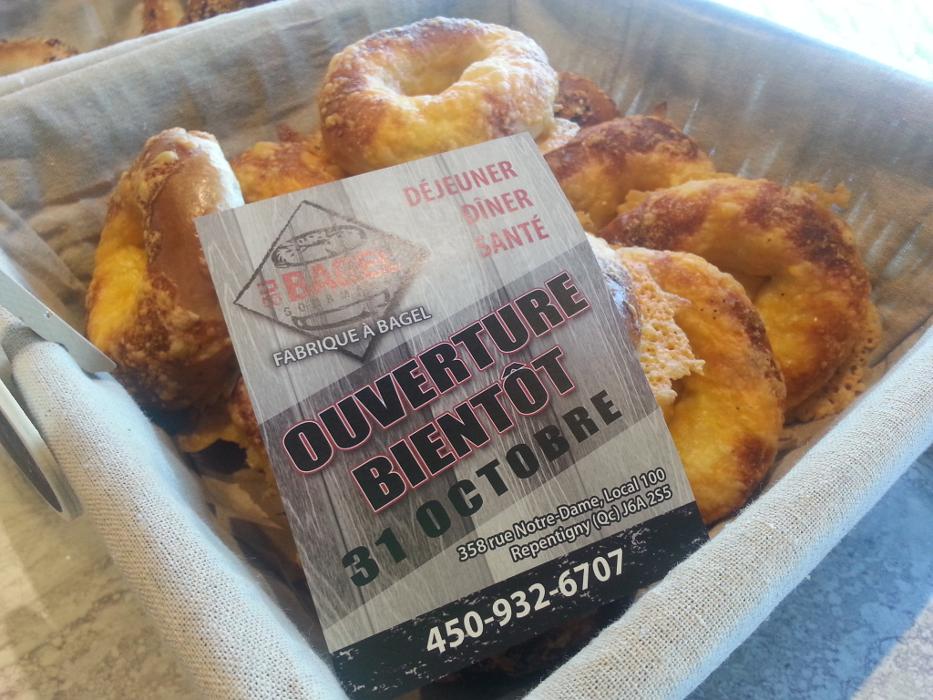 DÉJEUNER
DÎNER
SANTÉ
BAGEL
FABRIQUE À BAGEL
OUVERTURE
BIENTÔT
31 OCTOBRE
358 rue Notre-Dame, Local 100
Repentigny (Qc) J6A 2S5
450-932-6707